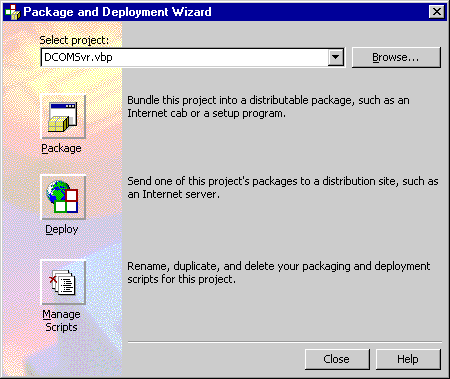 Package and Deployment Wizard
Select project:
DCOMSvr.vbp
Browse...
Bundle this project into a distributable package, such as an
Internet cab or a setup program.
Package
Send one of this project's packages to a distribution site, such as
an Internet server.
Deploy
Rename, duplicate, and delete your packaging and deployment
scripts for this project.
Manage
Scripts
Close
Help